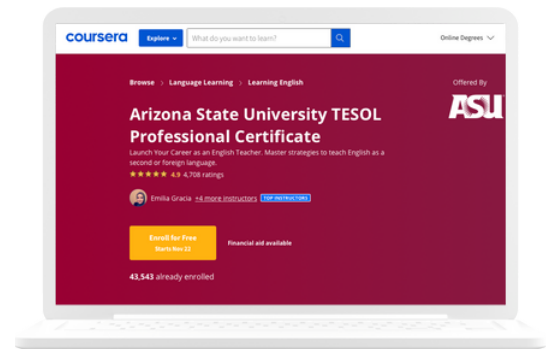 coursera Explore What do you want to learn? Online Degrees
Browse > Language Learning > Learning English
Offered By
ASU
Arizona State University TESOL
Professional Certificate
Launch Your Career as an English Teacher. Master strategies to teach English as a
second or foreign language.
4.9 4,708 ratings
Emilia Gracia +4 more instructors TOP INSTRUCTORS
Enroll for Free
Starts Nov 22
Financial aid available
43,543 already enrolled